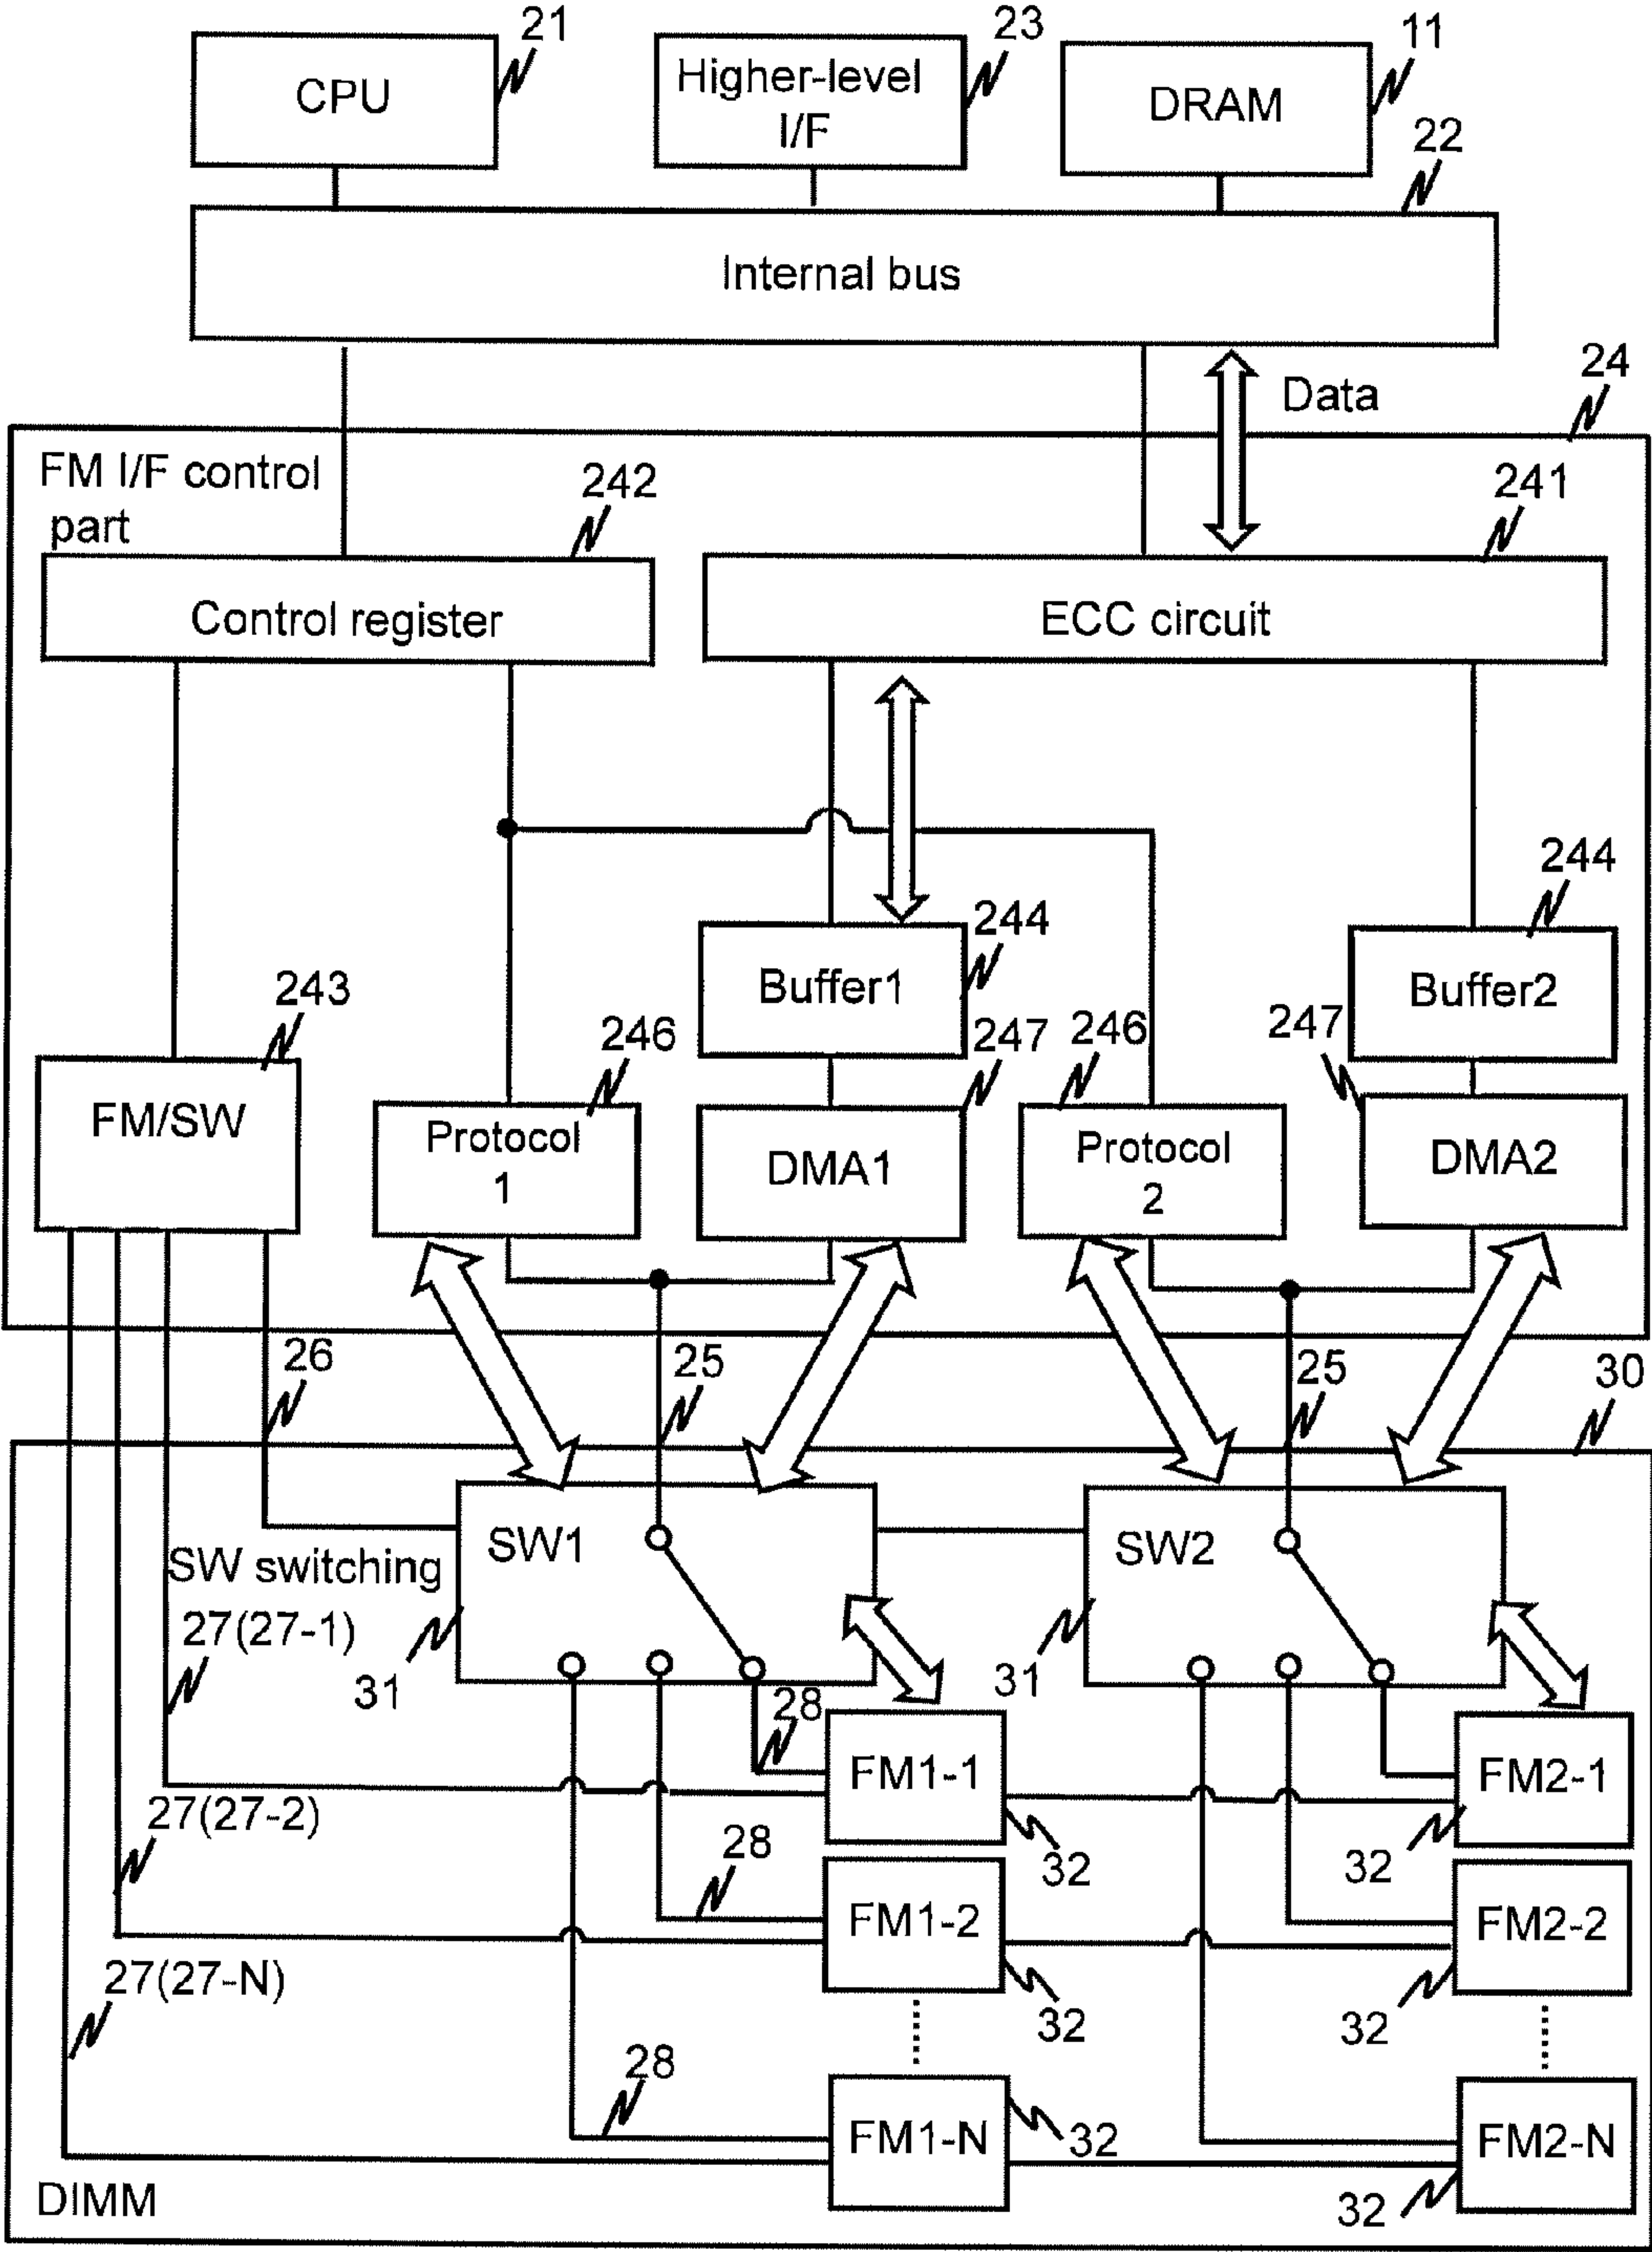 21
23
11
CPU
Higher-level
I/F
DRAM
22
Internal bus
Data
24
FM I/F control
part
242
241
Control register
ECC circuit
244
244
Buffer1
Buffer2
243
246
247
246
247
FM/SW
Protocol
1
DMA1
Protocol
2
DMA2
26
25
25
30
SW1
SW2
SW switching
27(27-1)
31
31
28
FM1-1
FM2-1
27(27-2)
28
32
32
FM1-2
FM2-2
27(27-N)
32
32
28
FM1-N
32
FM2-N
DIMM
32